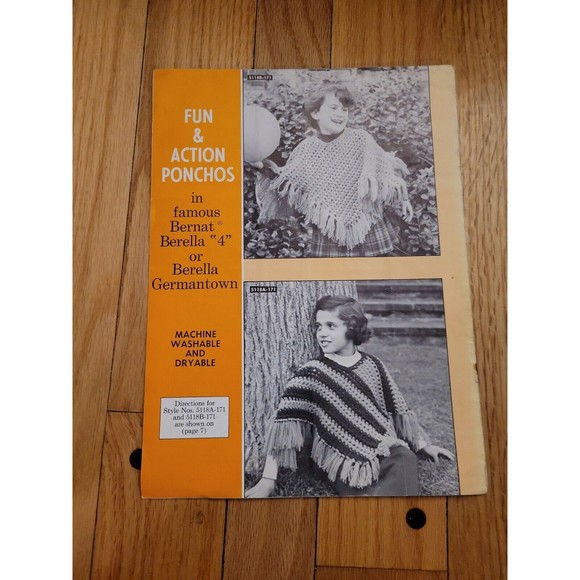 FUN
&
ACTION
PONCHOS
in
famous
Bernat®
Berella "4"
or
Berella
Germantown
MACHINE
WASHABLE
AND
DRYABLE
Directions for
Style Nos. 5118A-171
and 5118B-171
are shown on
(page 7)
5118B-171
5118A-171